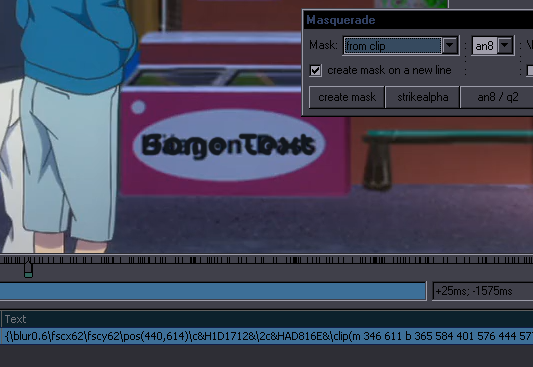 Masquerade
Mask: from clip : an8 :
create mask on a new line :
create mask strikealpha an8 / q2
+25ms; -1575ms
Text
{\blur0.6\fscx62\fscy62\pos(440,614)\c&H1D1712&\2c&HAD816E&\clip(m 346 611 b 365 584 401 576 444 57